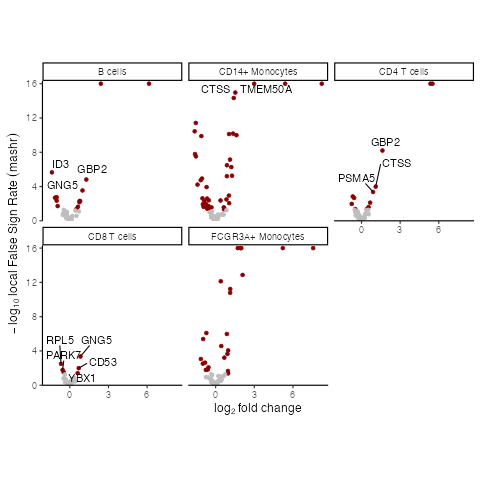 B cells
CD14+ Monocytes
CD4 T cells
16
12
8
4
0
ID3
GBP2
GNG5
CTSS
TMEM50A
GBP2
CTSS
PSMA5
0 3 6
CD8 T cells
FCGR3A+ Monocytes
16
12
8
4
0
RPL5
GNG5
PARK7
CD53
YBX1
0 3 6
0 3 6
log2 fold change
− log10 local False Sign Rate (mashr)